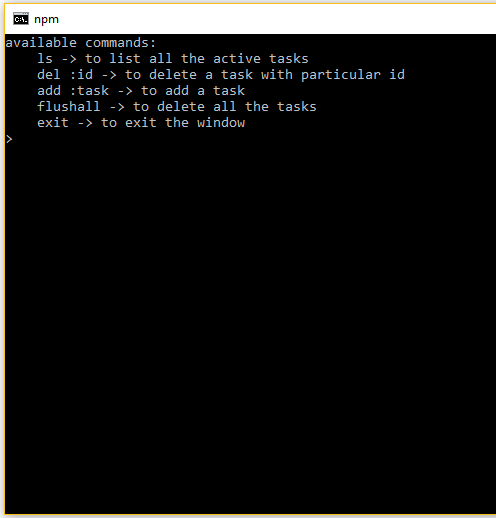 npm
available commands:
    ls -> to list all the active tasks
    del :id -> to delete a task with particular id
    add :task -> to add a task
    flushall -> to delete all the tasks
    exit -> to exit the window
>